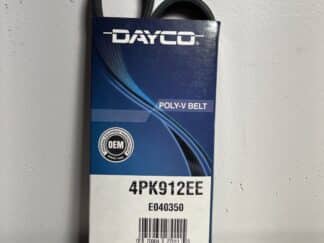 DAYCO
POLY-V BELT
OEM
4PK912EE
E040350